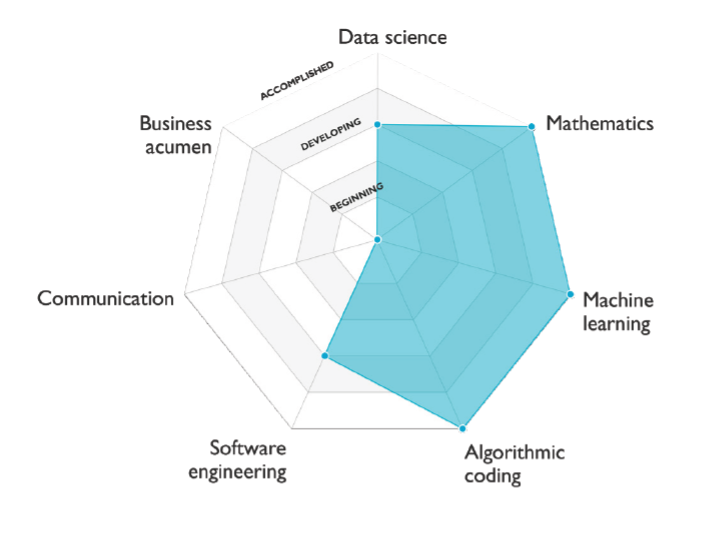 Data science
ACCOMPLISHED
Business
acumen
Mathematics
DEVELOPING
BEGINNING
Communication
Machine
learning
Software
engineering
Algorithmic
coding